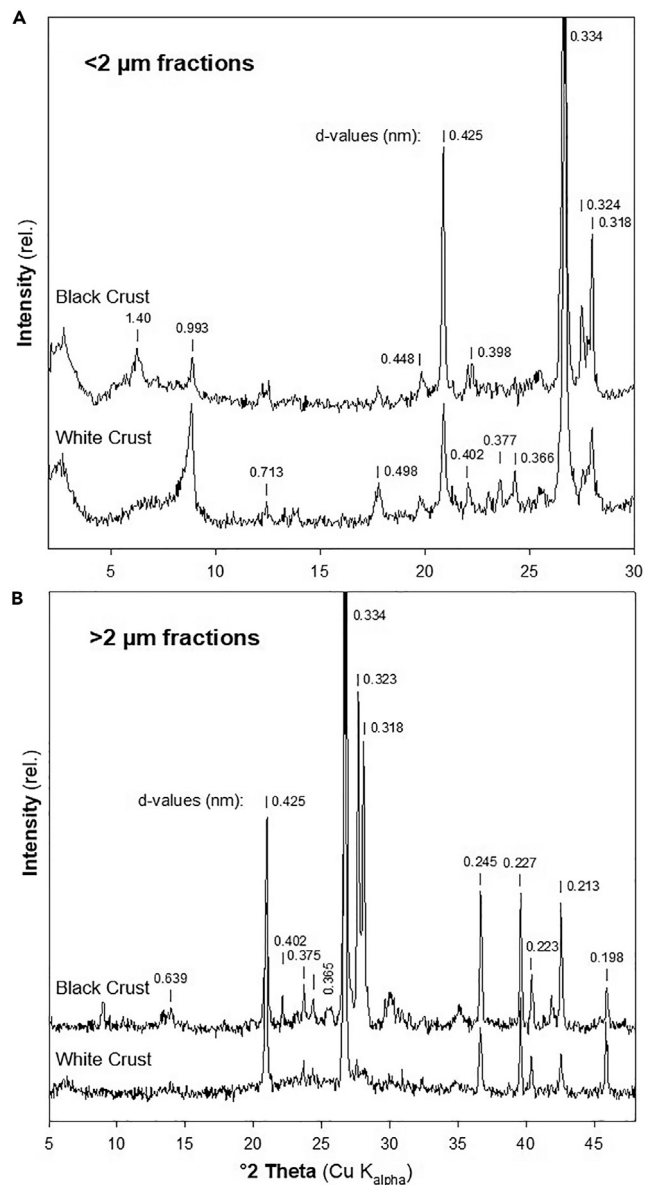 A
<2 µm fractions
0.334
d-values (nm):
0.425
0.324
0.318
Intensity (rel.)
Black Crust
1.40
0.993
0.448
0.398
White Crust
0.713
0.498
0.402
0.377
0.366
5 10 15 20 25 30
B
>2 µm fractions
0.334
0.323
0.318
d-values (nm):
0.425
Intensity (rel.)
0.245
0.227
0.213
0.402
0.375
0.365
0.223
0.198
Black Crust
0.639
White Crust
5 10 15 21 25 30 36 40 45
°2 Theta (Cu Kalpha)